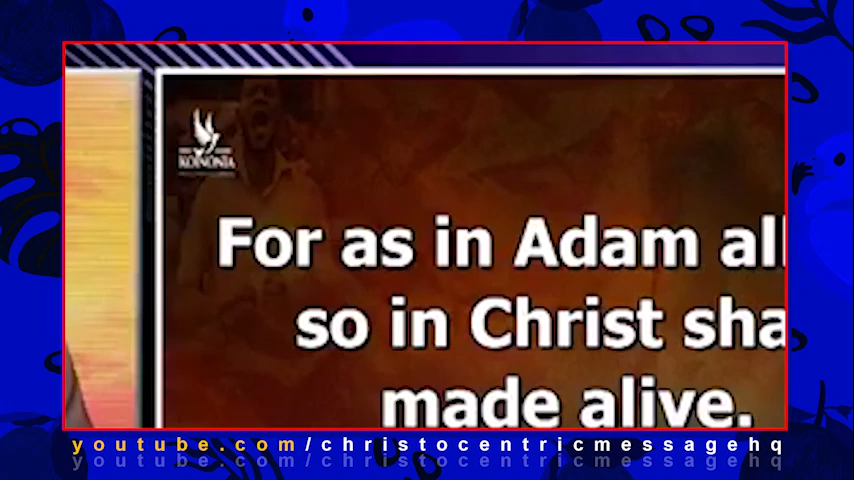 KOINONIA
For as in Adam all
so in Christ sha
made alive.
youtube.com/christocentricmessagehq
youtube.com/christocentricmessagehq